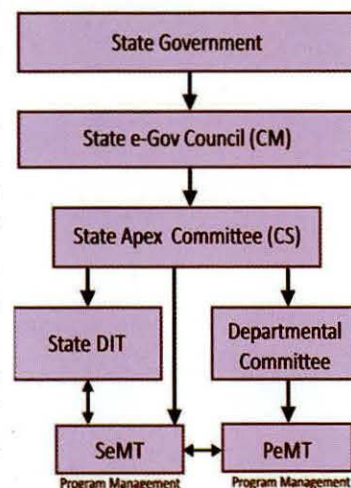 State Government
State e-Gov Council (CM)
State Apex Committee (CS)
State DIT
Departmental
Committee
SeMT
PeMT
Program Management
Program Management